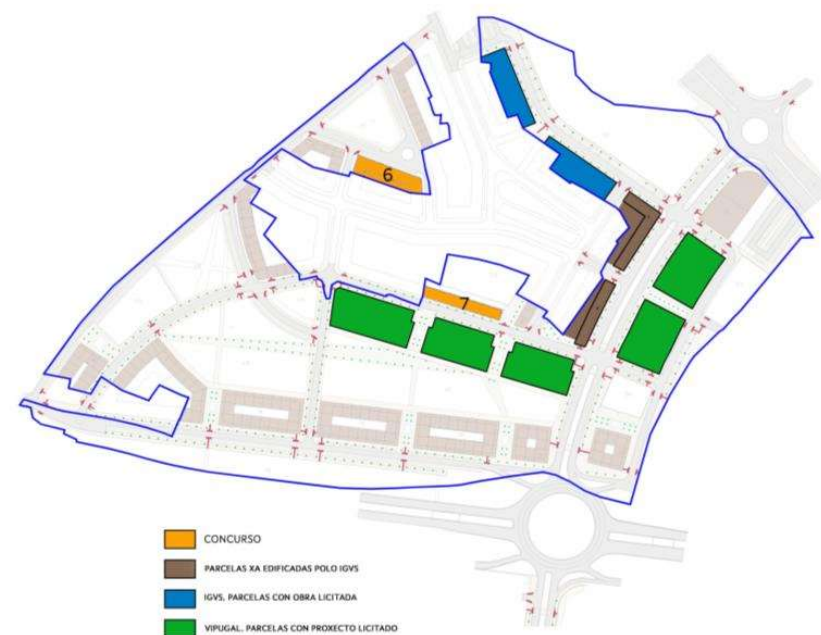 6
7
CONCURSO
PARCELAS XA EDIFICADAS POLO IGVS
IGVS, PARCELAS CON OBRA LICITADA
VIPUGAL. PARCELAS CON PROXECTO LICITADO